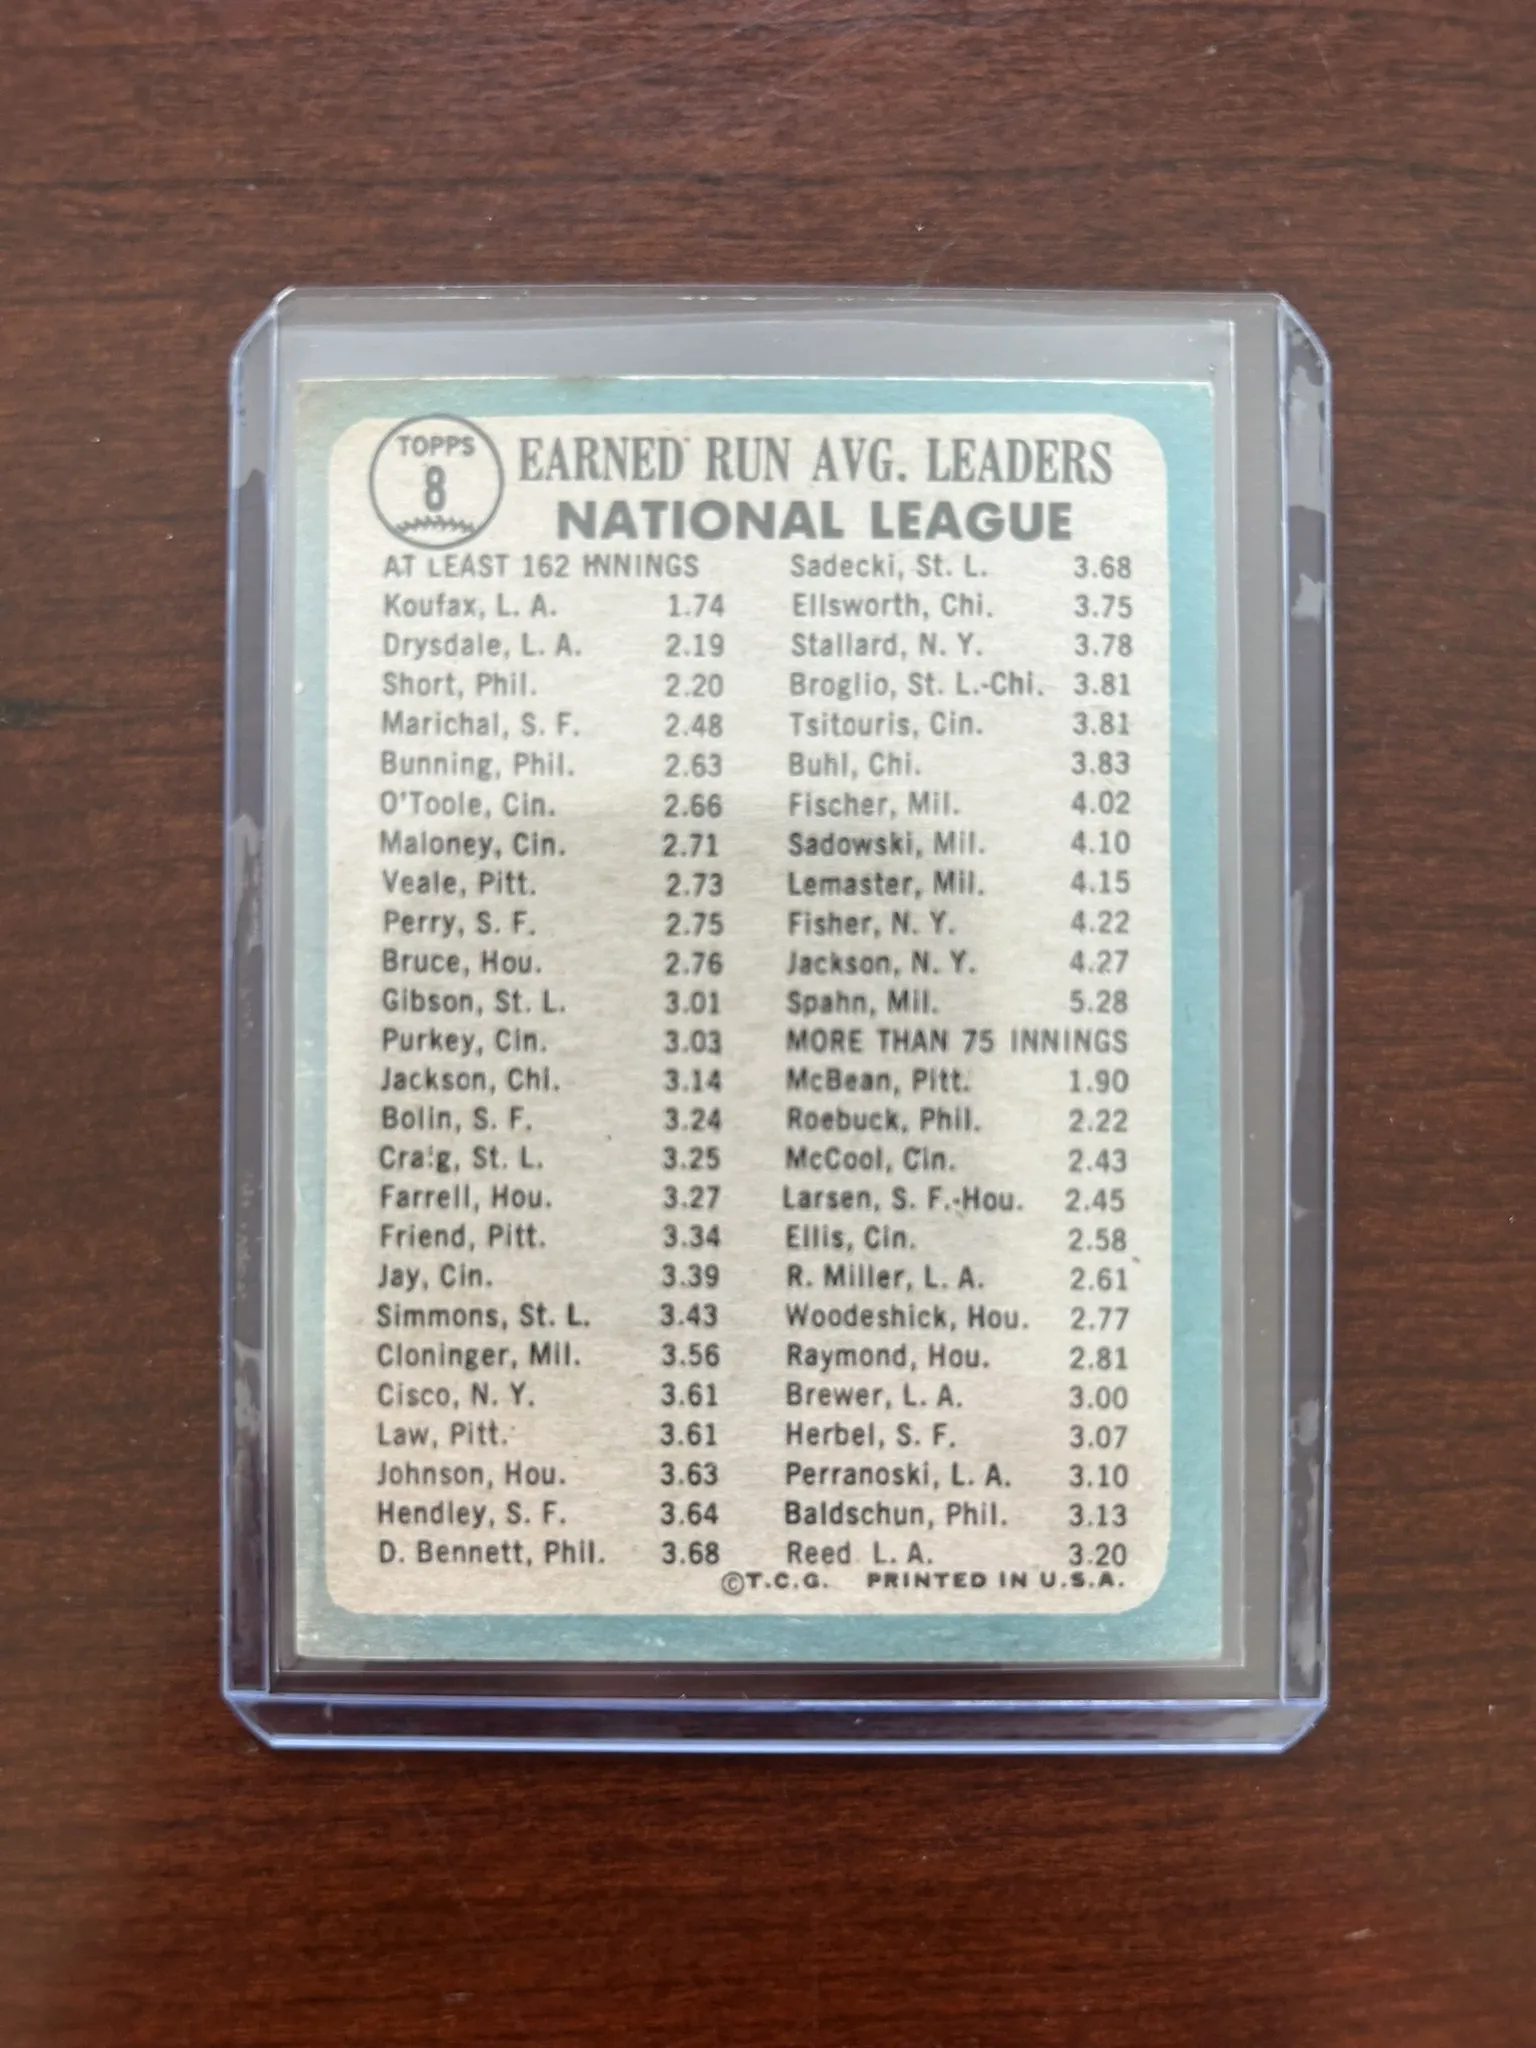 TOPPS
8
EARNED RUN AVG. LEADERS
NATIONAL LEAGUE
AT LEAST 162 INNINGS
Koufax, L. A. 1.74
Drysdale, L. A. 2.19
Short, Phil. 2.20
Marichal, S. F. 2.48
Bunning, Phil. 2.63
O'Toole, Cin. 2.66
Maloney, Cin. 2.71
Veale, Pitt. 2.73
Perry, S. F. 2.75
Bruce, Hou. 2.76
Gibson, St. L. 3.01
Purkey, Cin. 3.03
Jackson, Chi. 3.14
Bolin, S. F. 3.24
Craig, St. L. 3.25
Farrell, Hou. 3.27
Friend, Pitt. 3.34
Jay, Cin. 3.39
Simmons, St. L. 3.43
Cloninger, Mil. 3.56
Cisco, N. Y. 3.61
Law, Pitt. 3.61
Johnson, Hou. 3.63
Hendley, S. F. 3.64
D. Bennett, Phil. 3.68
Sadecki, St. L. 3.68
Ellsworth, Chi. 3.75
Stallard, N. Y. 3.78
Broglio, St. L.-Chi. 3.81
Tsitouris, Cin. 3.81
Buhl, Chi. 3.83
Fischer, Mil. 4.02
Sadowski, Mil. 4.10
Lemaster, Mil. 4.15
Fisher, N. Y. 4.22
Jackson, N. Y. 4.27
Spahn, Mil. 5.28
MORE THAN 75 INNINGS
McBean, Pitt. 1.90
Roebuck, Phil. 2.22
McCool, Cin. 2.43
Larsen, S. F.-Hou. 2.45
Ellis, Cin. 2.58
R. Miller, L. A. 2.61
Woodeshick, Hou. 2.77
Raymond, Hou. 2.81
Brewer, L. A. 3.00
Herbel, S. F. 3.07
Perranoski, L. A. 3.10
Baldschun, Phil. 3.13
Reed L. A. 3.20
©T.C.G. PRINTED IN U.S.A.